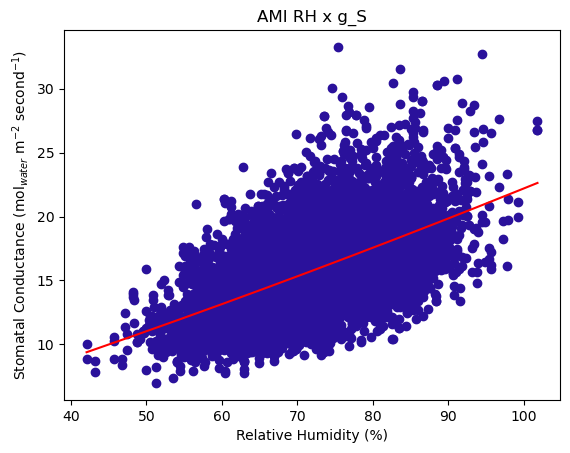 AMI RH x g_S
Stomatal Conductance (mol_water m⁻² second⁻¹)
30
25
20
15
10
40 50 60 70 80 90 100
Relative Humidity (%)